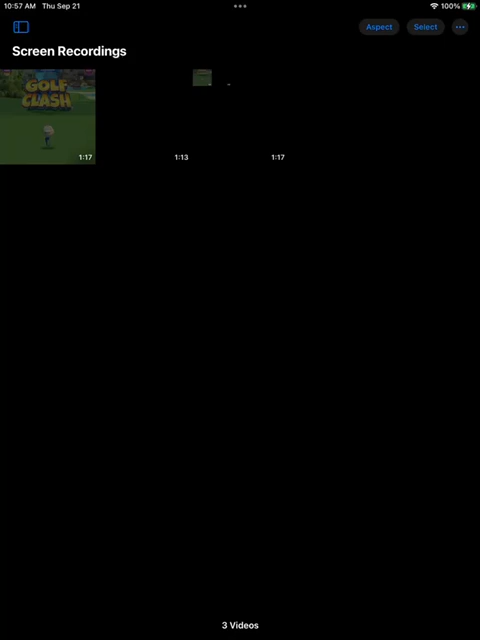 10:57 AM Thu Sep 21
100%
Aspect
Select
Screen Recordings
GOLF
CLASH
1:17
1:13
1:17
3 Videos